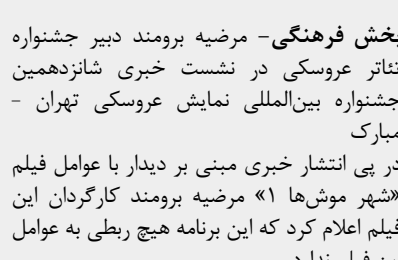 بخش فرهنگی- مرضیه برومند دبیر جشنواره
تئاتر عروسکی در نشست خبری شانزدهمین
جشنواره بین‌المللی نمایش عروسکی تهران -
مبارک
در پی انتشار خبری مبنی بر دیدار با عوامل فیلم
«شهر موش‌ها ۱» مرضیه برومند کارگردان این
فیلم اعلام کرد که این برنامه هیچ ربطی به عوامل